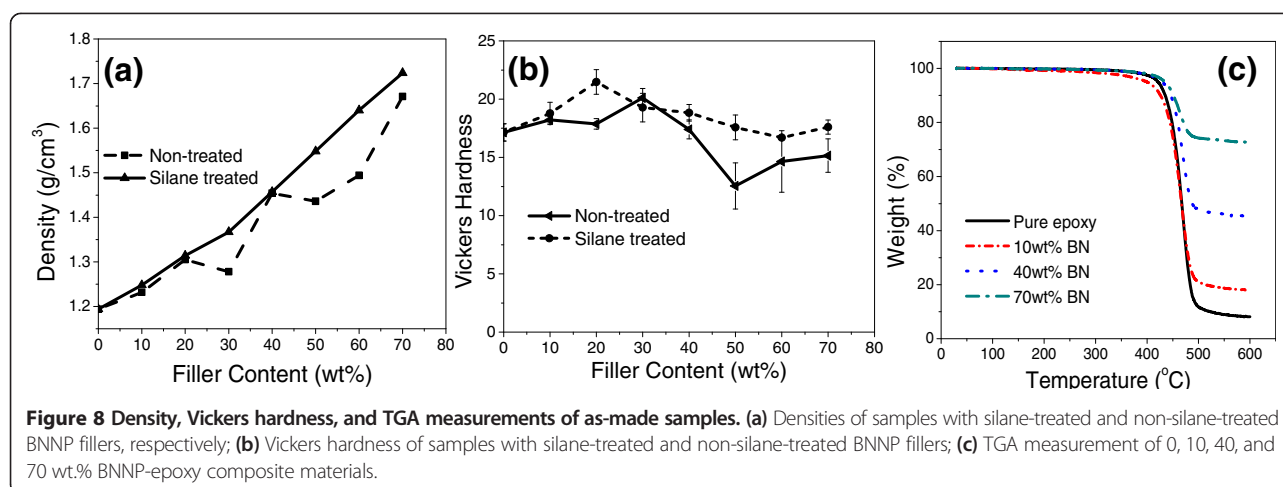 (a)
Density (g/cm³)
1.8
1.7
1.6
1.5
1.4
1.3
1.2
Non-treated
Silane treated
0 10 20 30 40 50 60 70 80
Filler Content (wt%)
(b)
Vickers Hardness
25
20
15
10
5
0
Non-treated
Silane treated
0 10 20 30 40 50 60 70 80
Filler Content (wt%)
(c)
Weight (%)
100
80
60
40
20
0
Pure epoxy
10wt% BN
40wt% BN
70wt% BN
0 100 200 300 400 500 600
Temperature (°C)
Figure 8 Density, Vickers hardness, and TGA measurements of as-made samples. (a) Densities of samples with silane-treated and non-silane-treated
BNNP fillers, respectively; (b) Vickers hardness of samples with silane-treated and non-silane-treated BNNP fillers; (c) TGA measurement of 0, 10, 40, and
70 wt.% BNNP-epoxy composite materials.